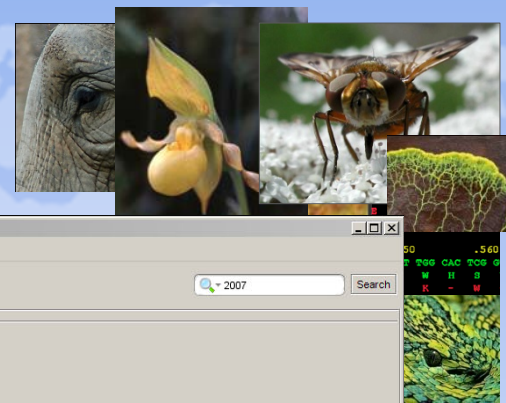 50 .560
T TGG CAC TCG G
W H S
K - W
2007 Search